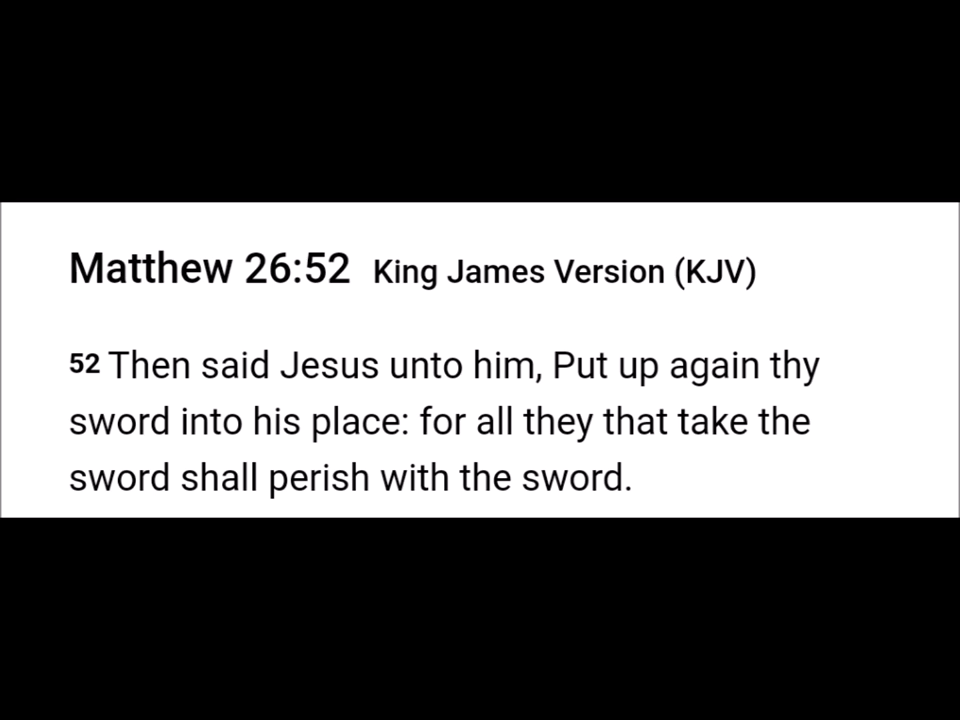 Matthew 26:52 King James Version (KJV)
52 Then said Jesus unto him, Put up again thy
sword into his place: for all they that take the
sword shall perish with the sword.